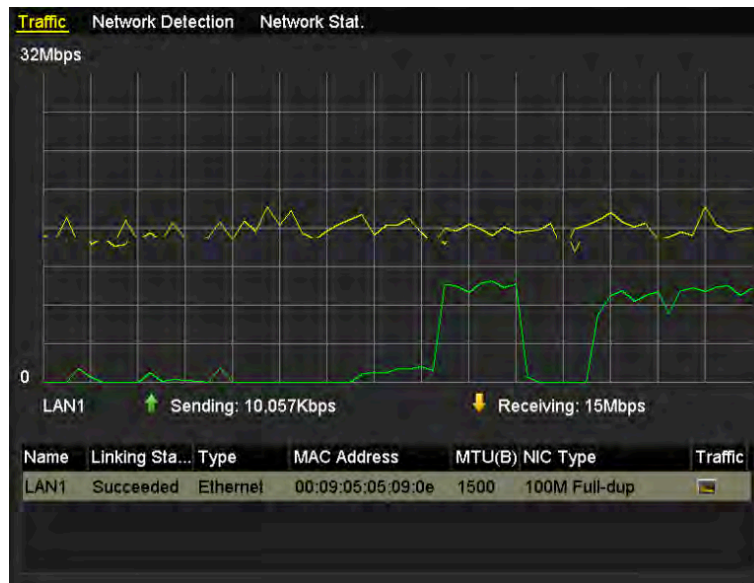 Traffic Network Detection Network Stat.
32Mbps
0
LAN1 Sending: 10,057Kbps Receiving: 15Mbps
Name Linking Sta... Type MAC Address MTU(B) NIC Type Traffic
LAN1 Succeeded Ethernet 00:09:05:05:09:0e 1500 100M Full-dup